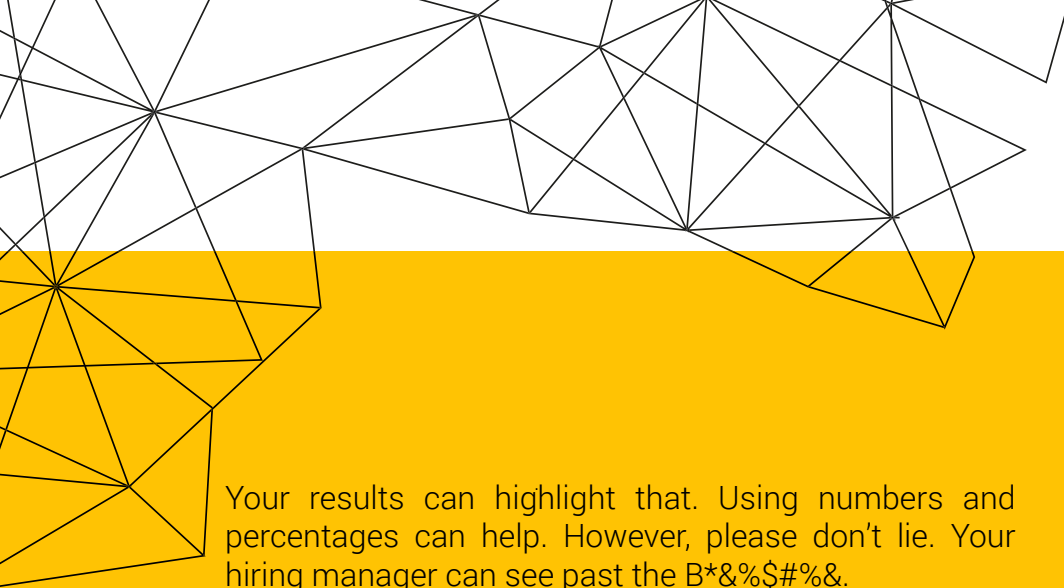 Your results can highlight that. Using numbers and
percentages can help. However, please don’t lie. Your
hiring manager can see past the B*&%$#%&.